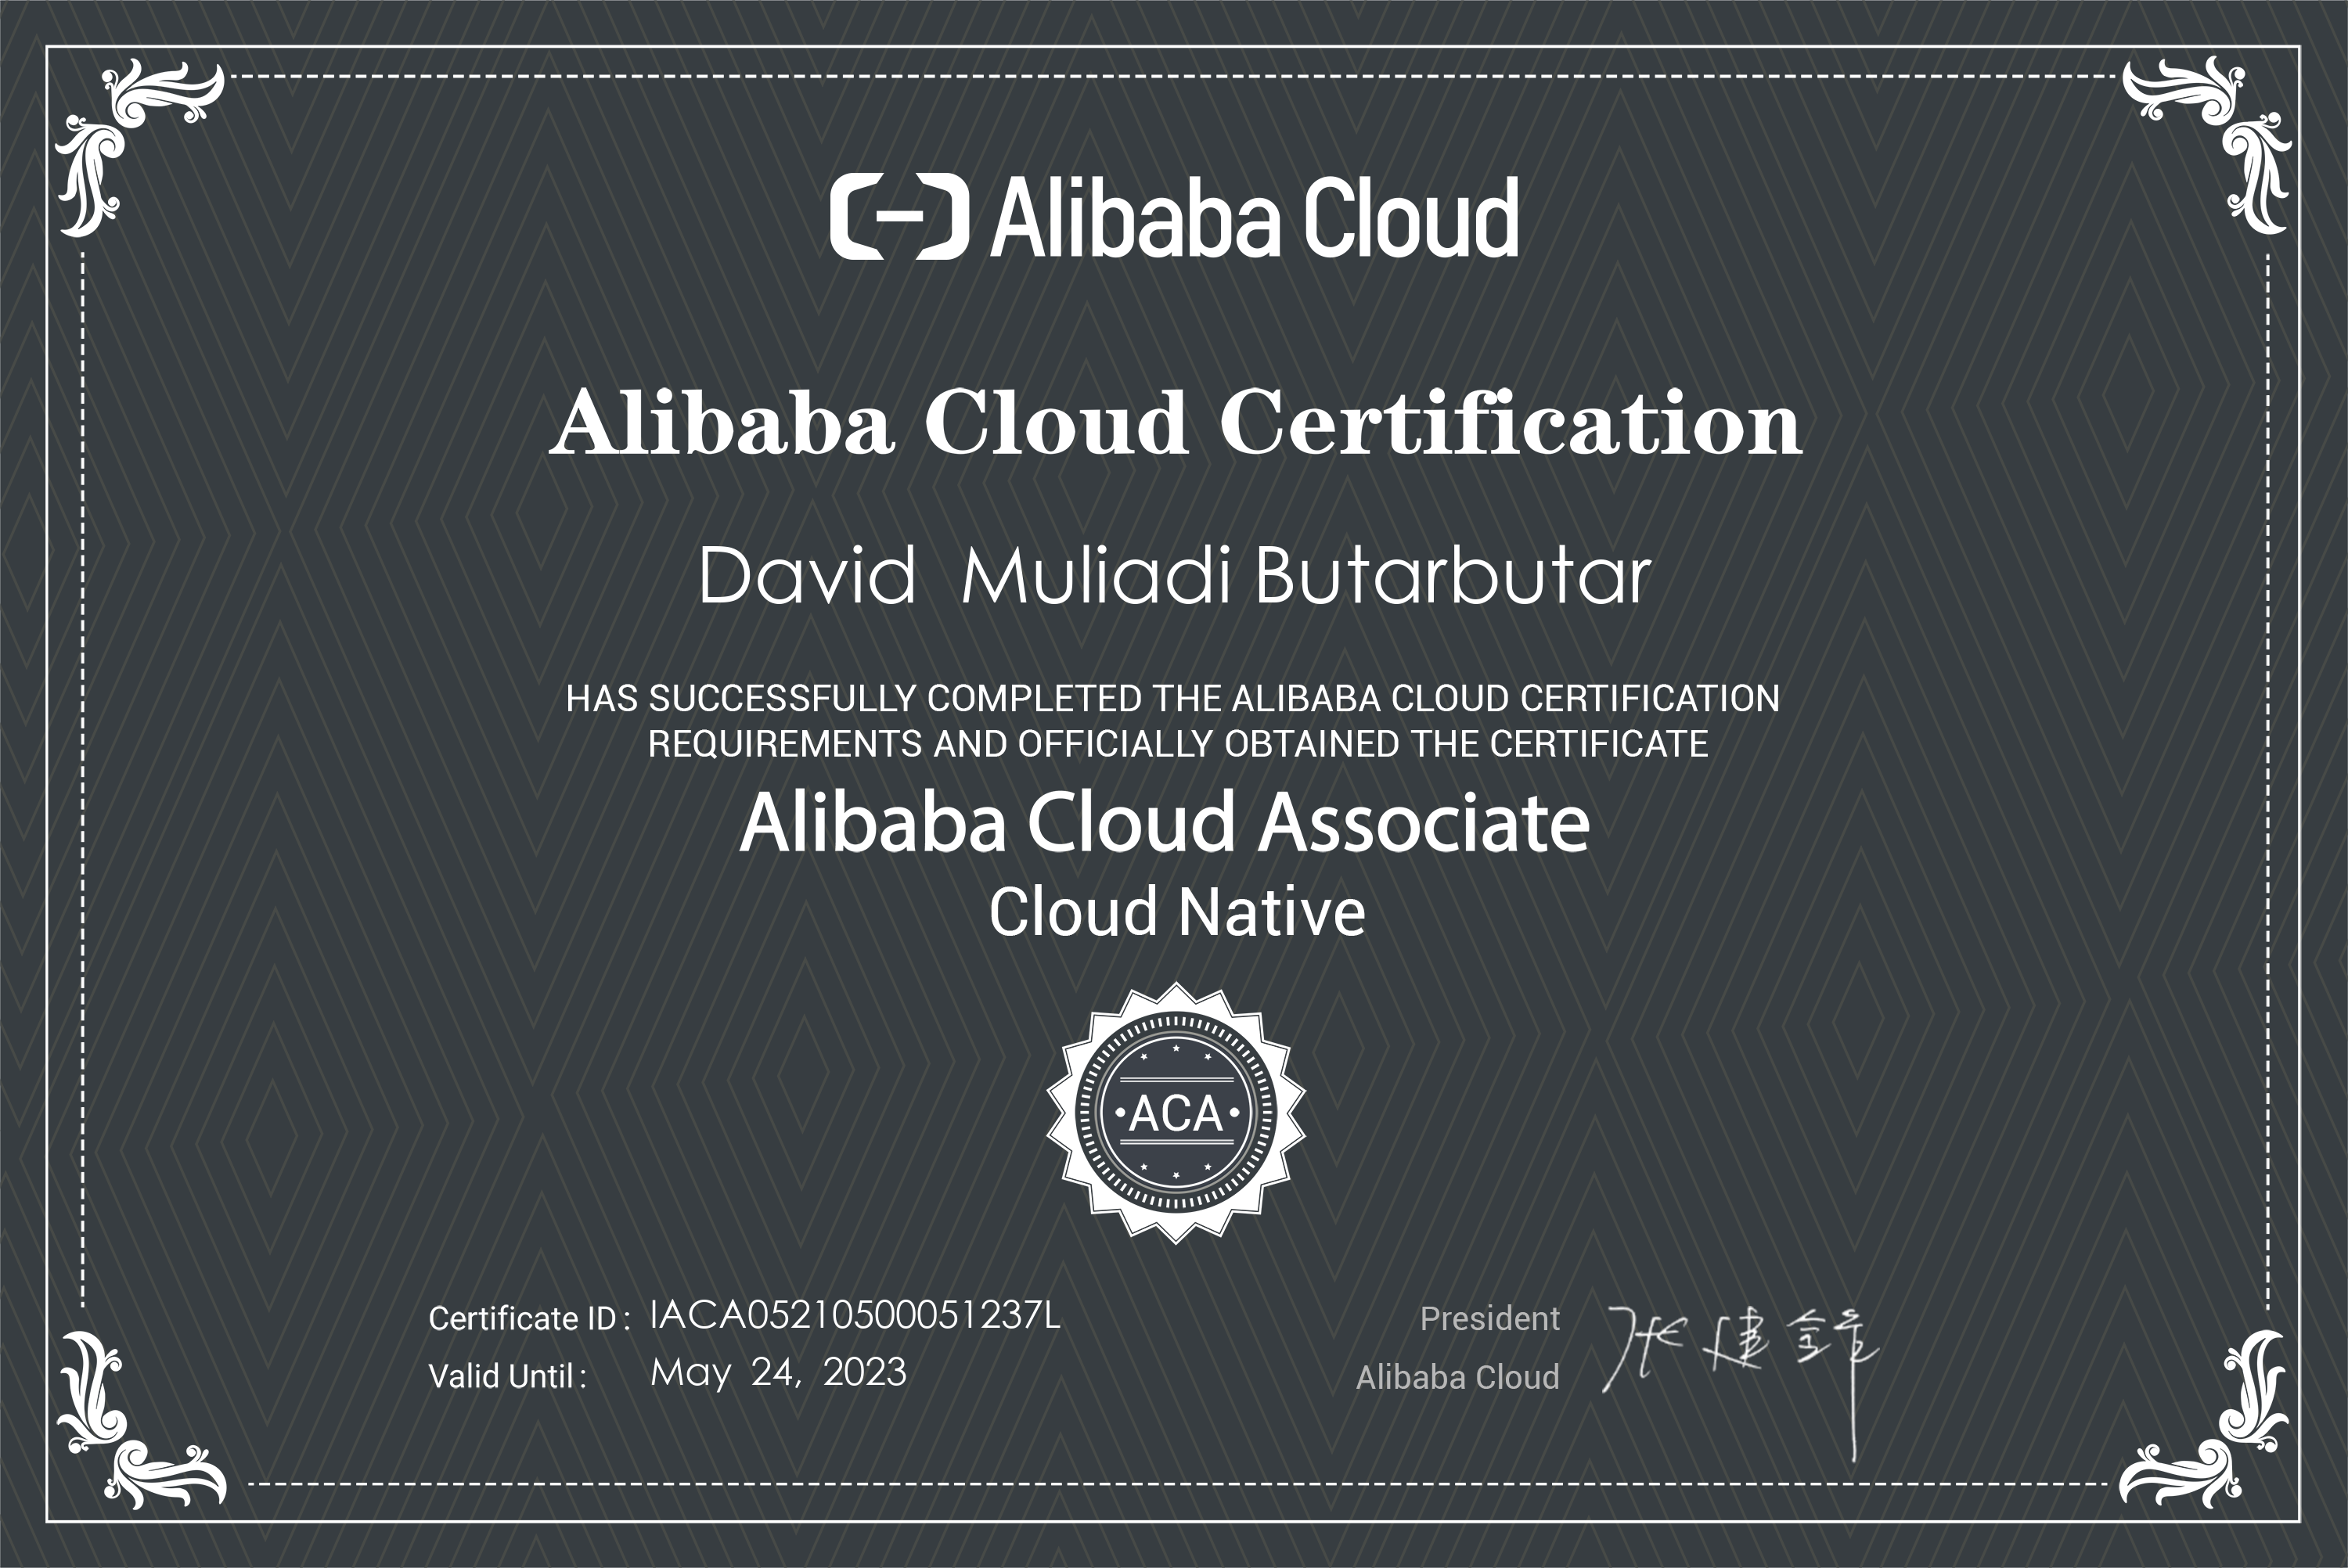 Alibaba Cloud
Alibaba Cloud Certification
David Muliadi Butarbutar
HAS SUCCESSFULLY COMPLETED THE ALIBABA CLOUD CERTIFICATION
REQUIREMENTS AND OFFICIALLY OBTAINED THE CERTIFICATE
Alibaba Cloud Associate
Cloud Native
•ACA•
Certificate ID : IACA05210500051237L
Valid Until : May 24, 2023
President
Alibaba Cloud
张建锋